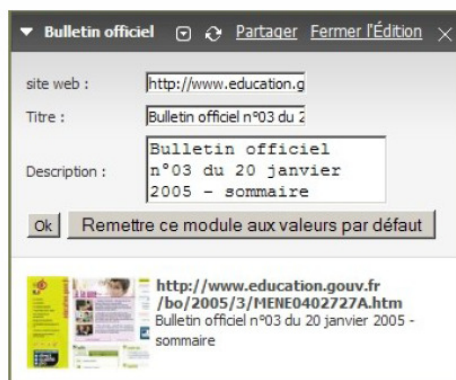 Bulletin officiel Partager Fermer l'Édition
site web : http://www.education.g
Titre : Bulletin officiel n°03 du 2
Description : Bulletin officiel
n°03 du 20 janvier
2005 - sommaire
Ok Remettre ce module aux valeurs par défaut
http://www.education.gouv.fr
/bo/2005/3/MENE0402727A.htm
Bulletin officiel n°03 du 20 janvier 2005 -
sommaire